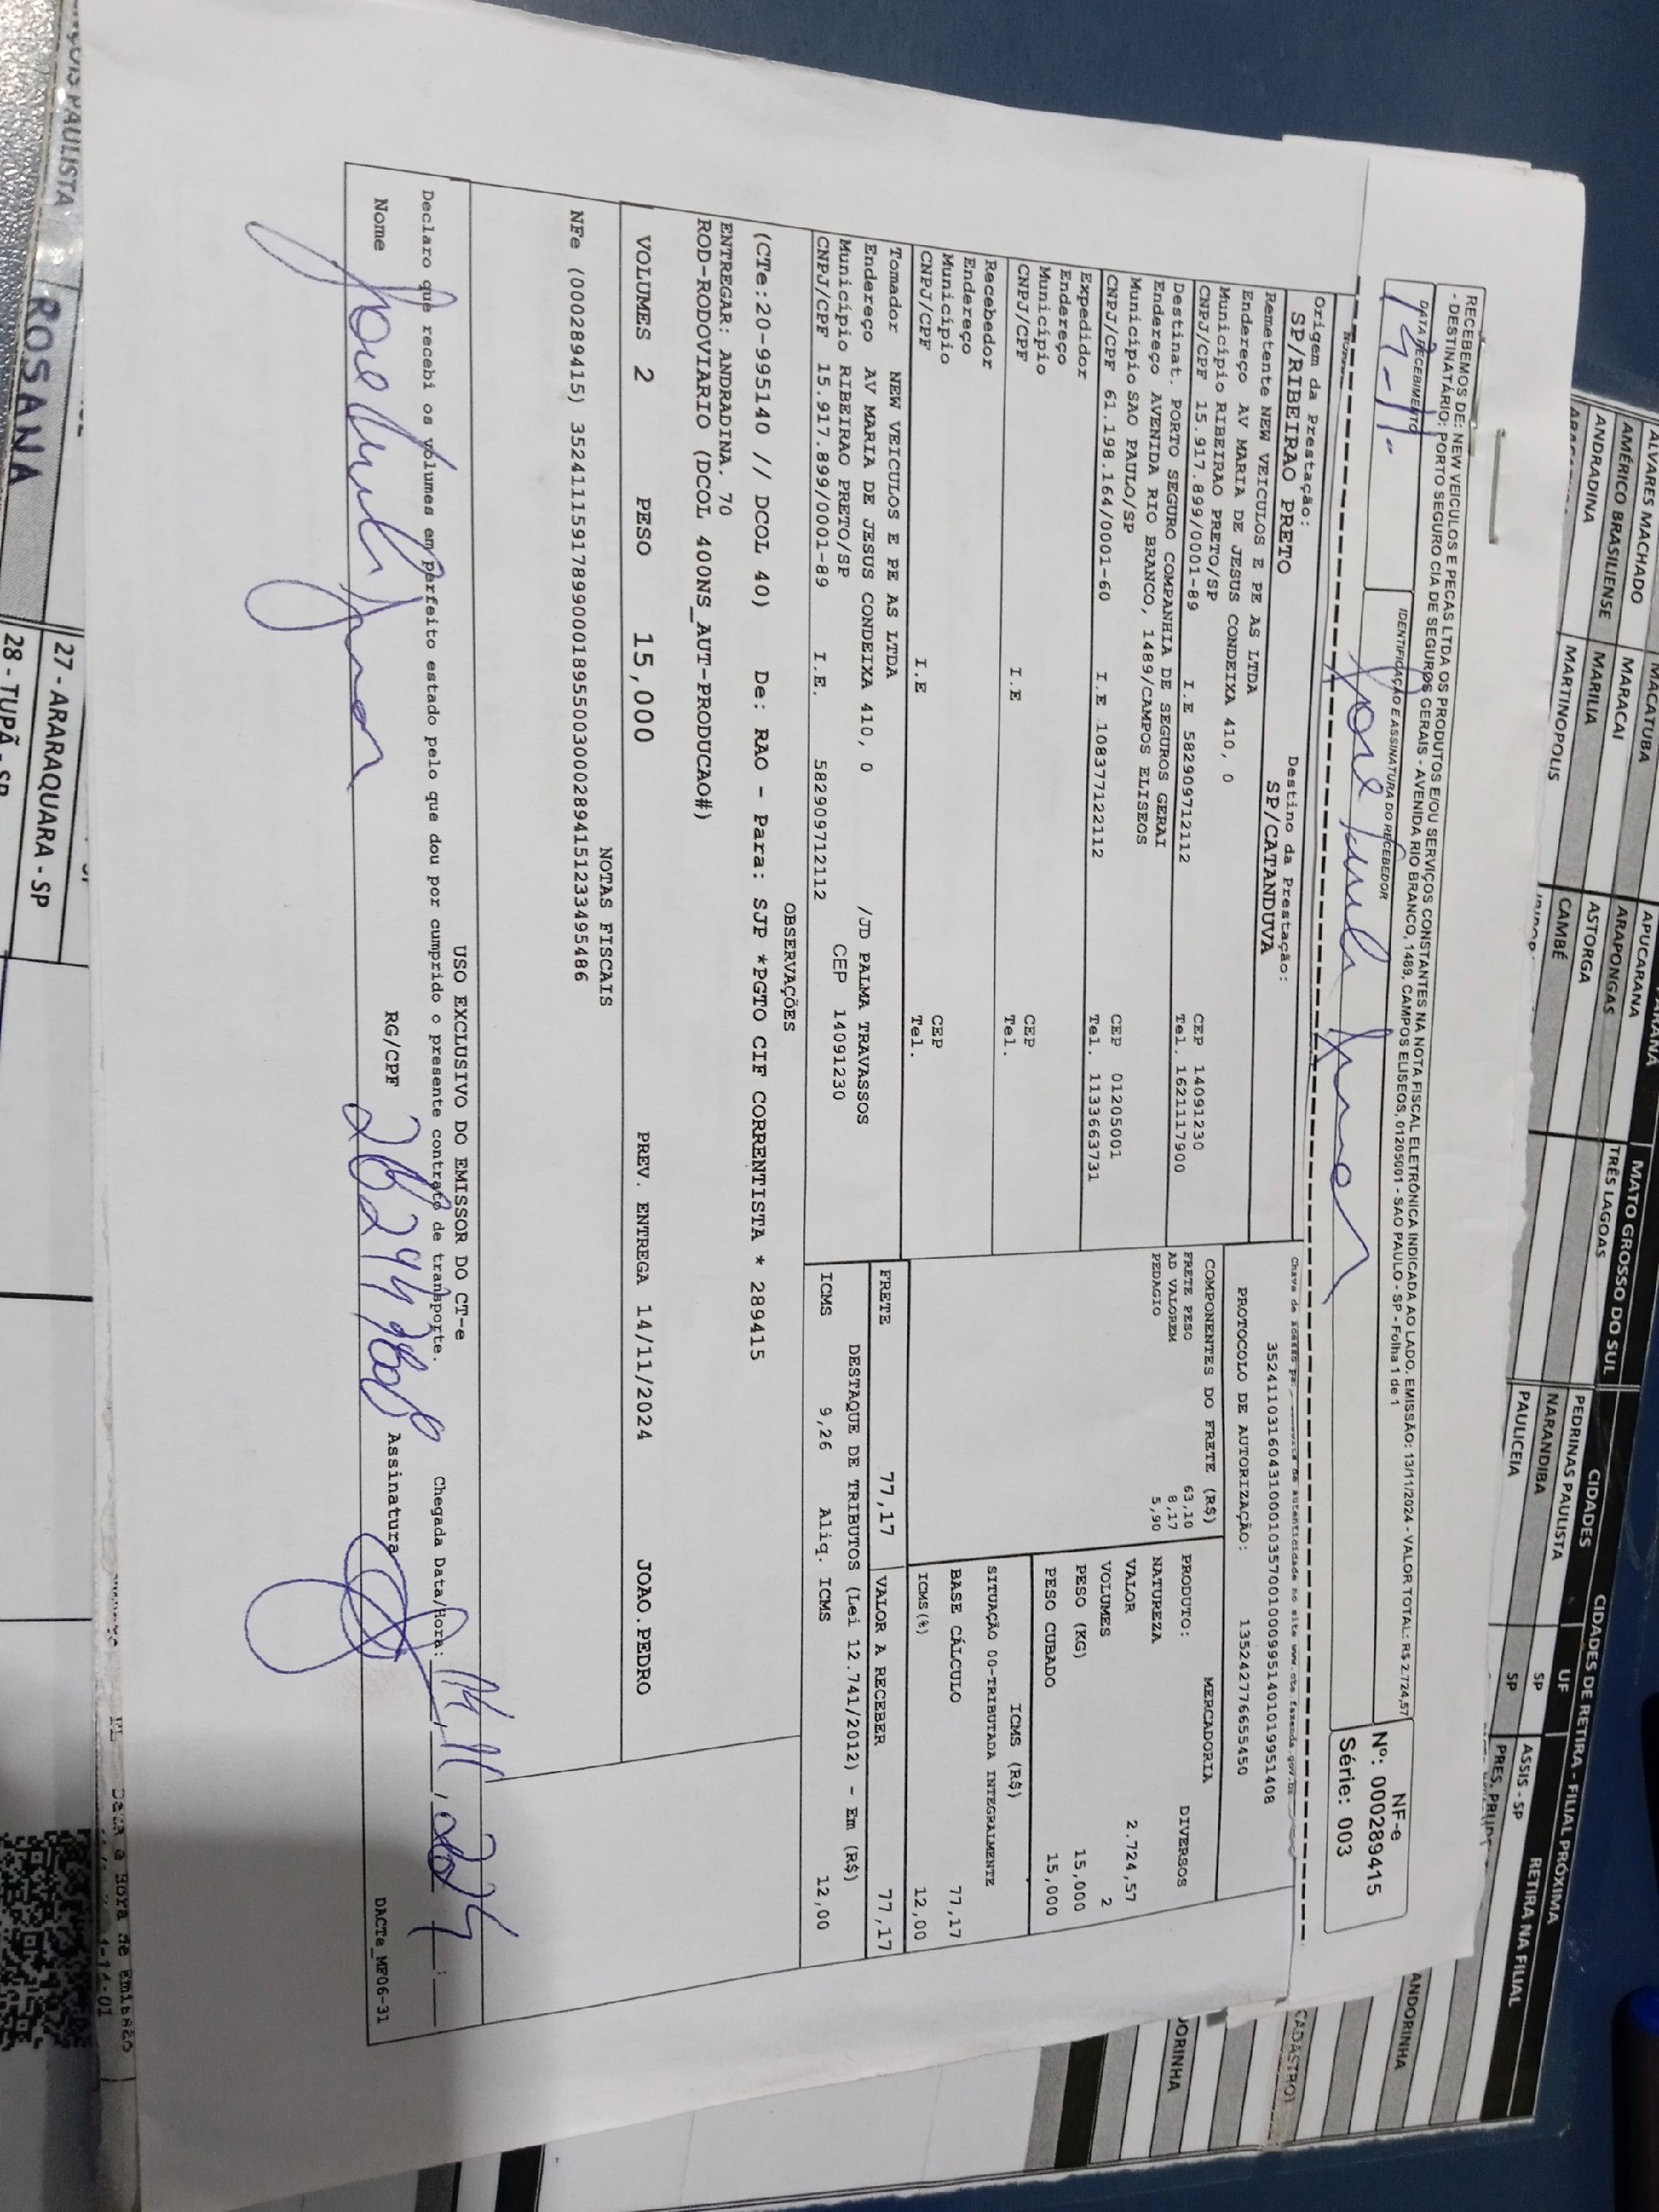 RECEBEMOS DE: NEW VEICULOS E PECAS LTDA OS PRODUTOS E/OU SERVIÇOS CONSTANTES NA NOTA FISCAL ELETRÔNICA INDICADA AO LADO. EMISSÃO: 13/11/2024 - VALOR TOTAL: R$ 2.724,57
- DESTINATÁRIO: PORTO SEGURO CIA DE SEGUROS GERAIS - AVENIDA RIO BRANCO, 1489, CAMPOS ELISEOS, 01205001 - SAO PAULO - SP - Folha 1 de 1
DATA RECEBIMENTO
IDENTIFICAÇÃO E ASSINATURA DO RECEBEDOR
NF-e
Nº: 000289415
Série: 003
Origem da Prestação:
SP/RIBEIRAO PRETO
Destino da Prestação:
SP/CATANDUVA
35241103160431000103570010009951401019951408
PROTOCOLO DE AUTORIZAÇÃO: 135242776655450
Remetente NEW VEICULOS E PE AS LTDA
Endereço AV MARIA DE JESUS CONDEIXA 410, 0
Município RIBEIRAO PRETO/SP CEP 14091230
CNPJ/CPF 15.917.899/0001-89 I.E 582909712112 Tel. 1621117900
Destinat. PORTO SEGURO COMPANHIA DE SEGUROS GERAI
Endereço AVENIDA RIO BRANCO, 1489/CAMPOS ELISEOS
Município SAO PAULO/SP CEP 01205001
CNPJ/CPF 61.198.164/0001-60 I.E 108377122112 Tel. 1133663731
Expedidor
Endereço
Município CEP
CNPJ/CPF I.E Tel.
Recebedor
Endereço
Município CEP
CNPJ/CPF I.E Tel.
COMPONENTES DO FRETE (R$)
FRETE PESO 63,10
AD VALOREM 8,17
PEDAGIO 5,90
MERCADORIA
PRODUTO: DIVERSOS
NATUREZA
VALOR 2.724,57
VOLUMES 2
PESO (KG) 15,000
PESO CUBADO 15,000
ICMS (R$)
SITUAÇÃO 00-TRIBUTADA INTEGRALMENTE
BASE CÁLCULO 77,17
ICMS(%) 12,00
Tomador NEW VEICULOS E PE AS LTDA
Endereço AV MARIA DE JESUS CONDEIXA 410, 0 /JD PALMA TRAVASSOS
Município RIBEIRAO PRETO/SP CEP 14091230
CNPJ/CPF 15.917.899/0001-89 I.E. 582909712112
FRETE 77,17 VALOR A RECEBER 77,17
DESTAQUE DE TRIBUTOS (Lei 12.741/2012) - Em (R$)
ICMS 9,26 Aliq. ICMS 12,00
OBSERVAÇÕES
(CTe:20-995140 // DCOL 40) De: RAO - Para: SJP *PGTO CIF CORRENTISTA * 289415
ENTREGAR: ANDRADINA. 70
ROD-RODOVIARIO (DCOL 400NS_AUT-PRODUCAO#)
VOLUMES 2 PESO 15,000 PREV. ENTREGA 14/11/2024 JOAO.PEDRO
NOTAS FISCAIS
NFe (000289415) 35241115917899000189550030002894151233495486
USO EXCLUSIVO DO EMISSOR DO CT-e
Declaro que recebi os volumes em perfeito estado pelo que dou por cumprido o presente contrato de transporte. Chegada Data/Hora: 14, 11, 2024
Nome RG/CPF Assinatura
DACTe_MF06-31
ALVARES MACHADO
AMÉRICO BRASILIENSE
ANDRADINA
MACATUBA
MARACAI
MARILIA
MARTINOPOLIS
APUCARANA
ARAPONGAS
ASTORGA
CAMBÉ
MATO GROSSO DO SUL
TRÊS LAGOAS
CIDADES DE RETIRA - FILIAL PRÓXIMA
CIDADES UF RETIRA NA FILIAL
PEDRINAS PAULISTA SP ASSIS - SP
NARANDIBA SP
PAULICEIA
ROSANA
27 - ARARAQUARA - SP
28 - TUPÃ - SP